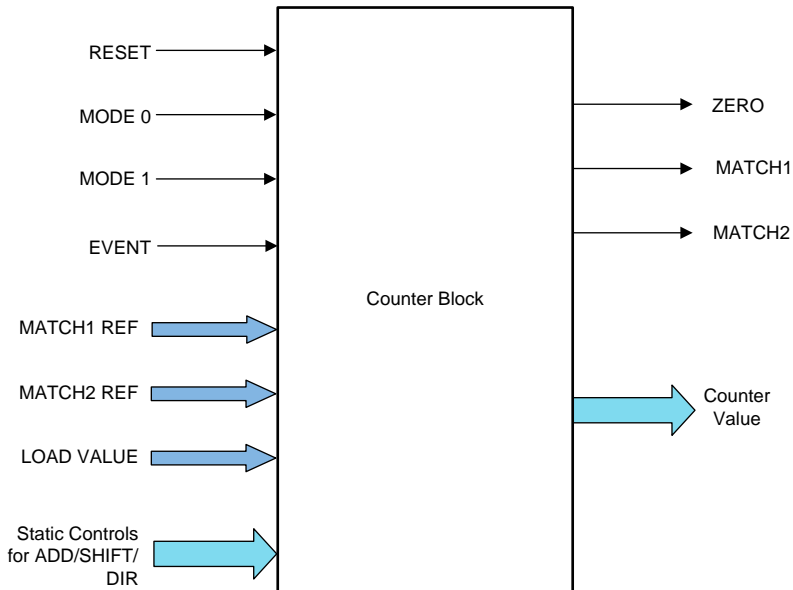 RESET
MODE 0
MODE 1
EVENT
MATCH1 REF
MATCH2 REF
LOAD VALUE
Static Controls
for ADD/SHIFT/
DIR
Counter Block
ZERO
MATCH1
MATCH2
Counter
Value